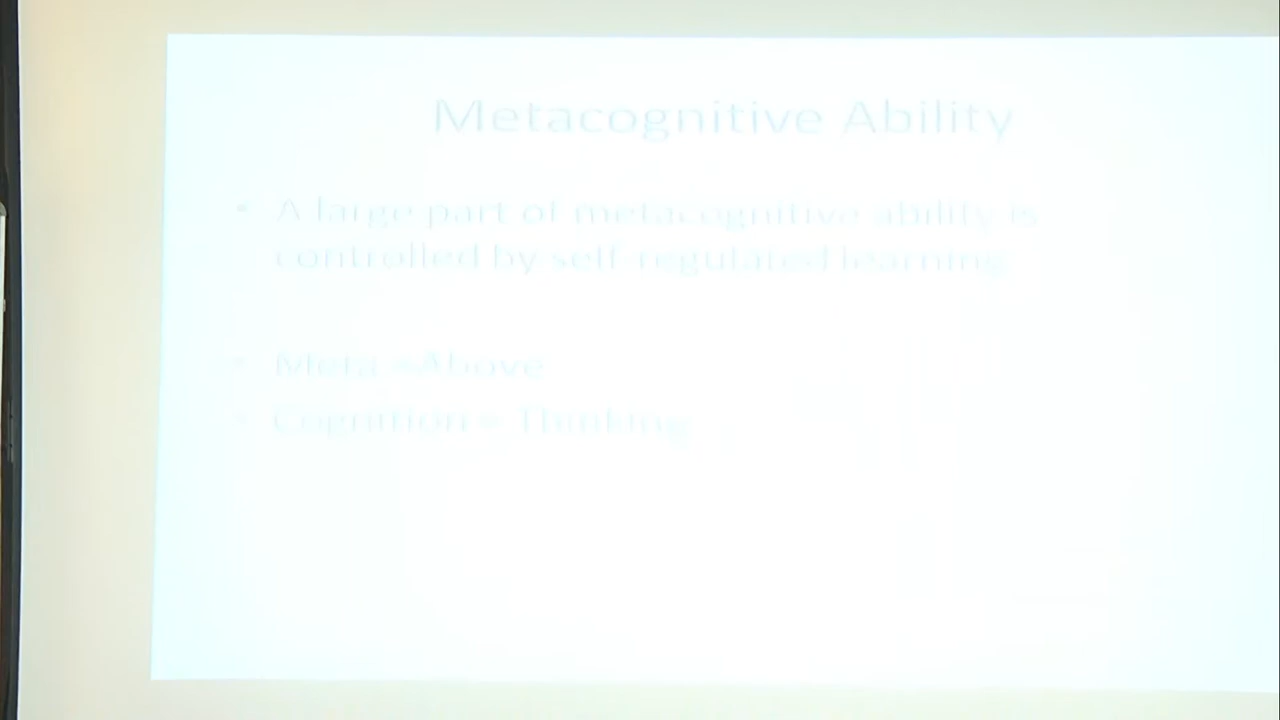 Metacognitive Ability
• A large part of metacognitive ability is
controlled by self-regulated learning
• Meta =Above
• Cognition = Thinking